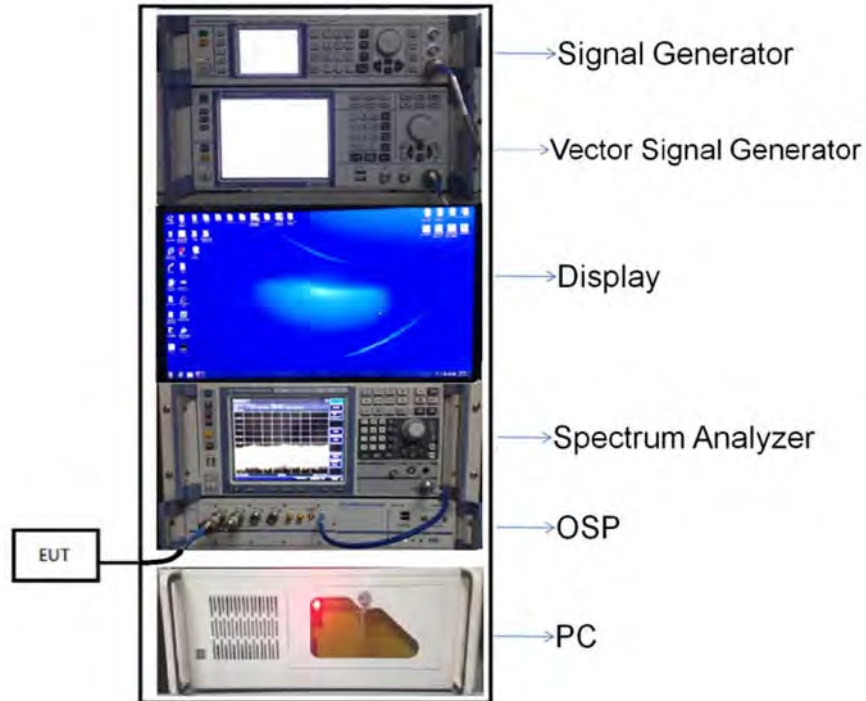 Signal Generator
Vector Signal Generator
Display
Spectrum Analyzer
OSP
EUT
PC